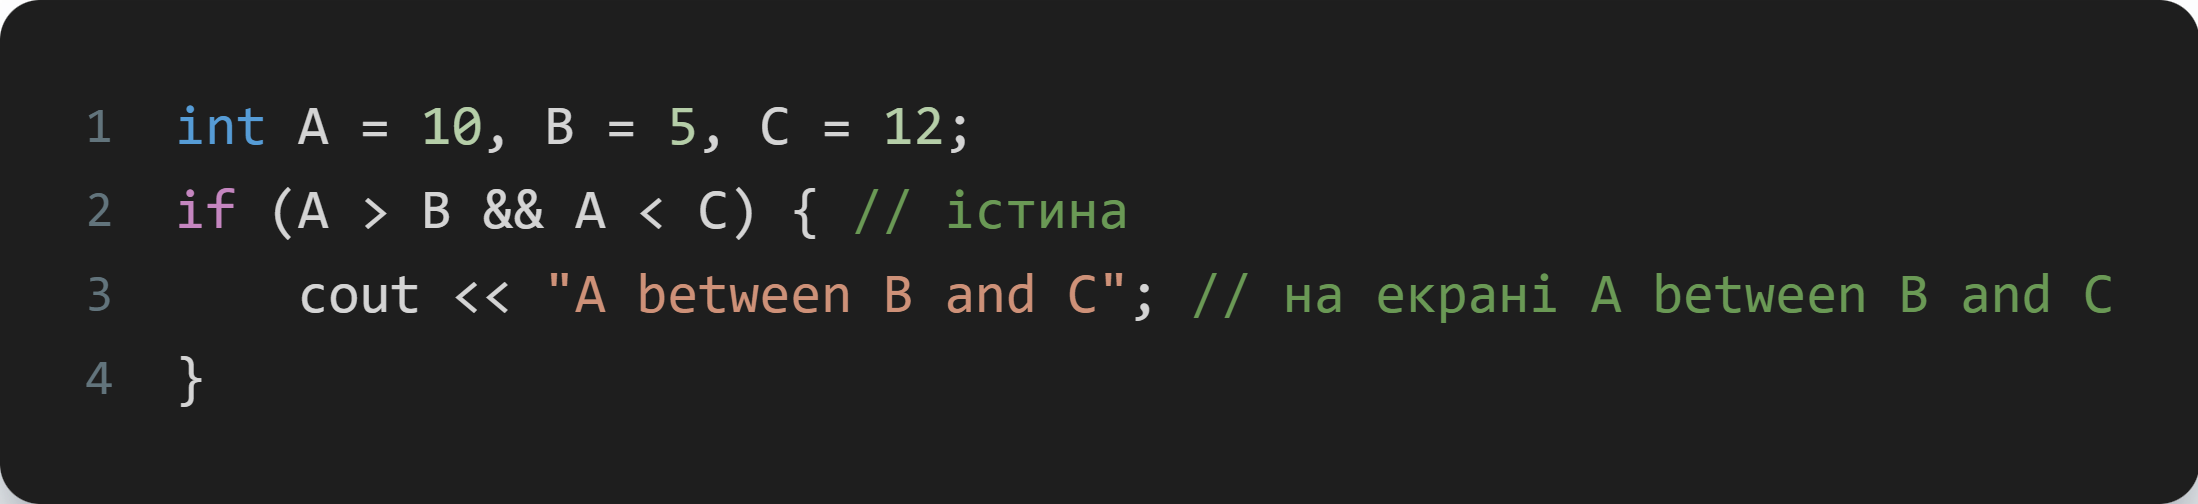 1 int A = 10, B = 5, C = 12;
2 if (A > B && A < C) { // істина
3     cout << "A between B and C"; // на екрані A between B and C
4 }